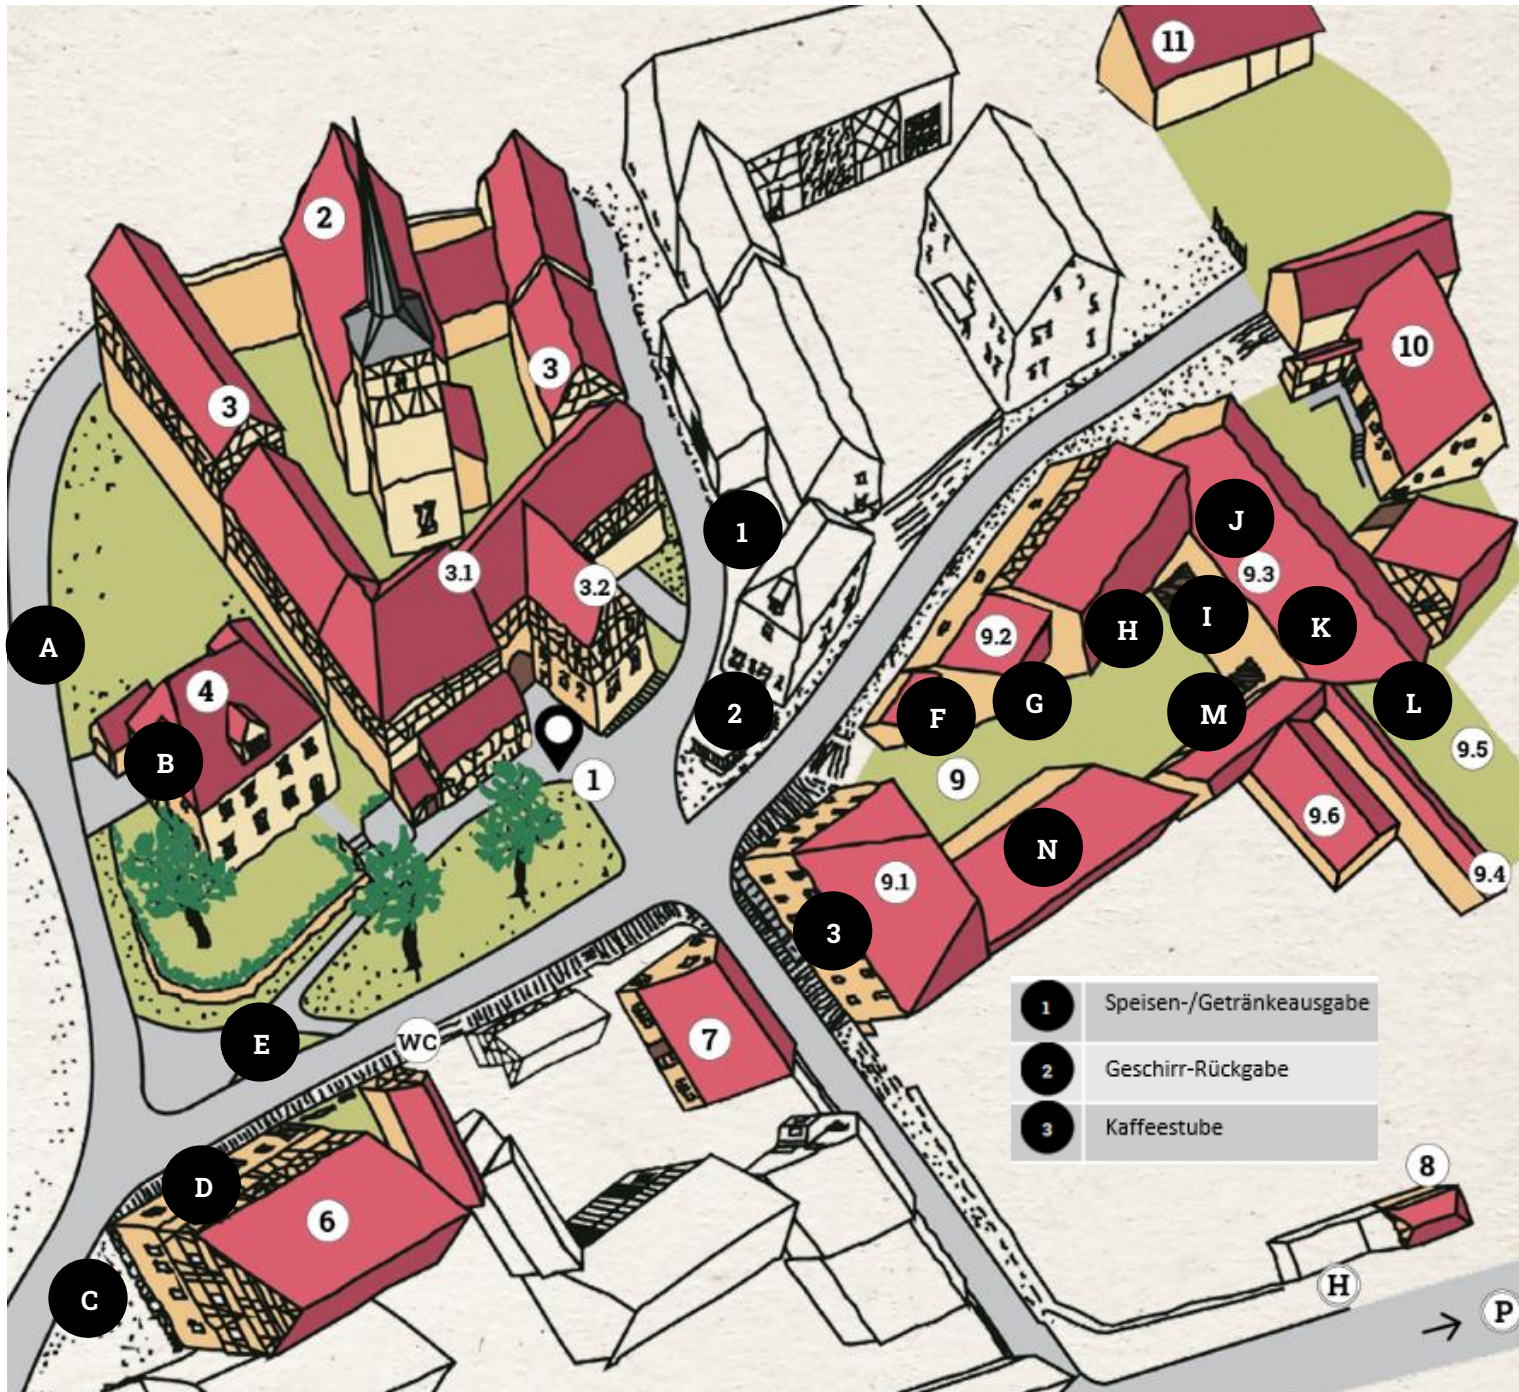 11
2
10
3
3
1
J
3.1
3.2
9.3
I
K
H
9.2
A
4
G
L
F
2
M
9.5
B
1
9
9.6
N
9.1
9.4
3
1 Speisen-/Getränkeausgabe
2 Geschirr-Rückgabe
3 Kaffeestube
E
WC
7
8
D
6
C
H
P